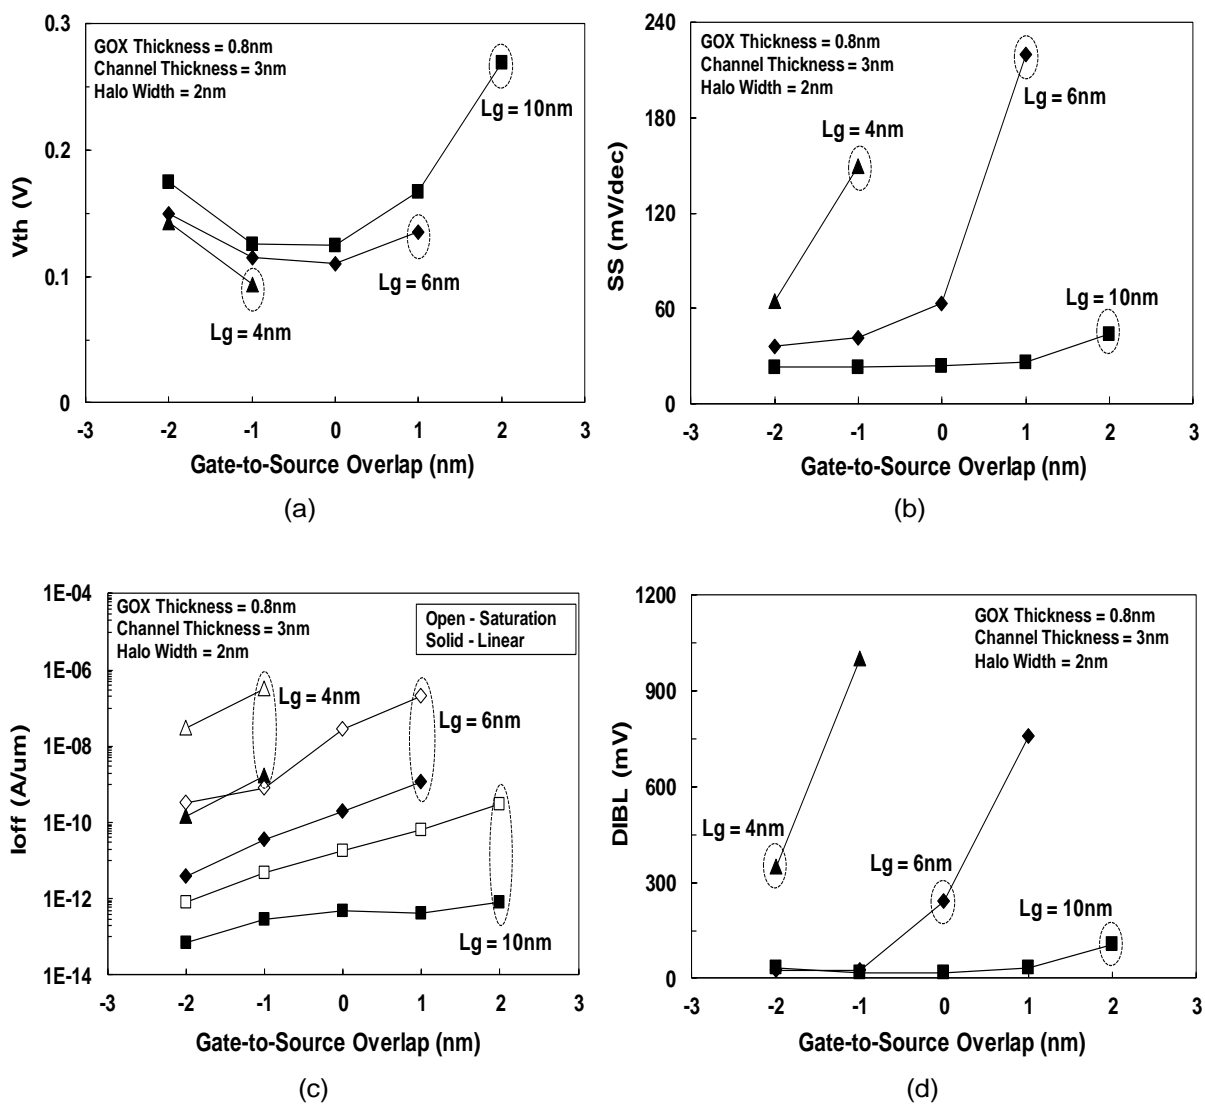 0.3
GOX Thickness = 0.8nm
Channel Thickness = 3nm
Halo Width = 2nm
Lg = 10nm
0.2
Vth (V)
0.1
Lg = 6nm
Lg = 4nm
0
-3 -2 -1 0 1 2 3
Gate-to-Source Overlap (nm)
(a)
240
GOX Thickness = 0.8nm
Channel Thickness = 3nm
Halo Width = 2nm
Lg = 6nm
180
Lg = 4nm
SS (mV/dec)
120
60
Lg = 10nm
0
-3 -2 -1 0 1 2 3
Gate-to-Source Overlap (nm)
(b)
1E-04
GOX Thickness = 0.8nm
Channel Thickness = 3nm
Halo Width = 2nm
Open - Saturation
Solid - Linear
1E-06
Lg = 4nm
Lg = 6nm
1E-08
Ioff (A/um)
1E-10
1E-12
Lg = 10nm
1E-14
-3 -2 -1 0 1 2 3
Gate-to-Source Overlap (nm)
(c)
1200
GOX Thickness = 0.8nm
Channel Thickness = 3nm
Halo Width = 2nm
900
DIBL (mV)
600
Lg = 4nm
Lg = 6nm
300
Lg = 10nm
0
-3 -2 -1 0 1 2 3
Gate-to-Source Overlap (nm)
(d)